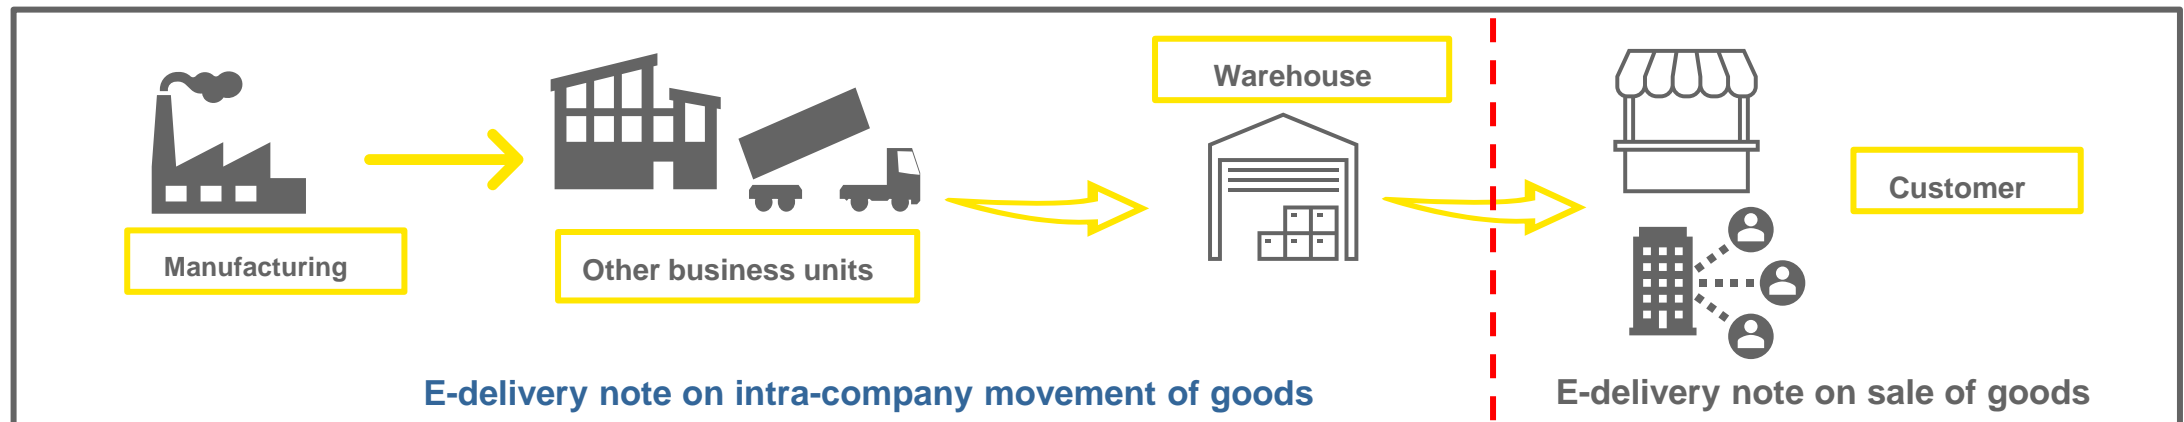 Manufacturing
Other business units
Warehouse
Customer
E-delivery note on intra-company movement of goods
E-delivery note on sale of goods